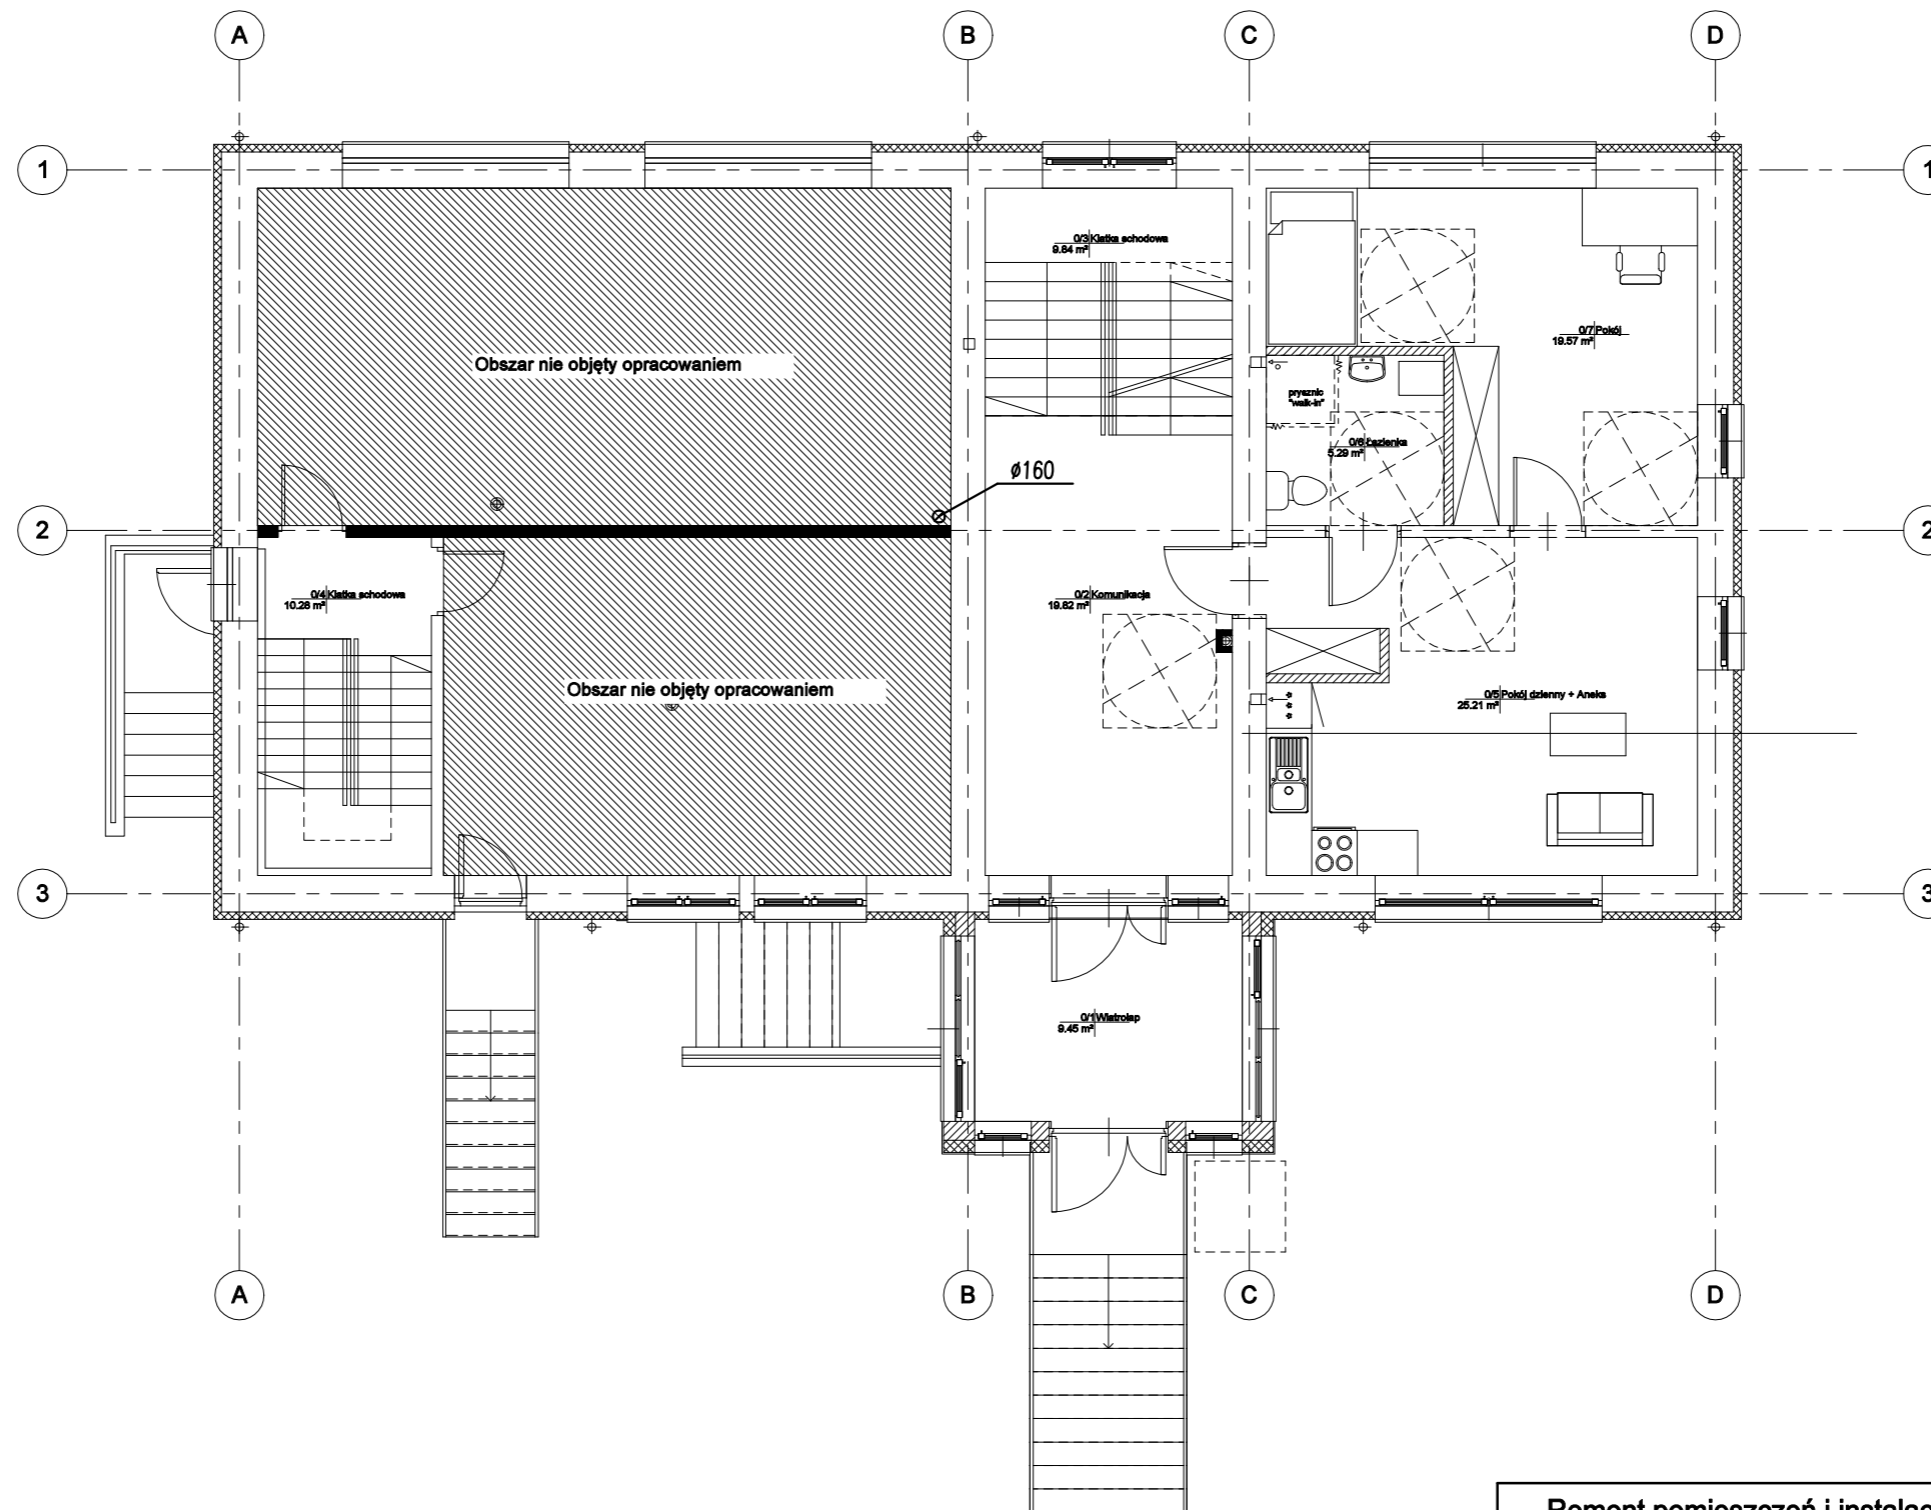 A B C D
1 1
0/3 Klatka schodowa
9.84 m²
0/7 Pokój
19.57 m²
Obszar nie objęty opracowaniem
prysznic
"walk-in"
0/6 Łazienka
5.29 m²
ø160
2 2
0/4 Klatka schodowa
10.28 m²
0/2 Komunikacja
19.82 m²
Obszar nie objęty opracowaniem
0/5 Pokój dzienny + Aneks
25.21 m²
3 3
0/1 Wiatrołap
9.45 m²
A B C D
Remont pomieszczeń i instalac